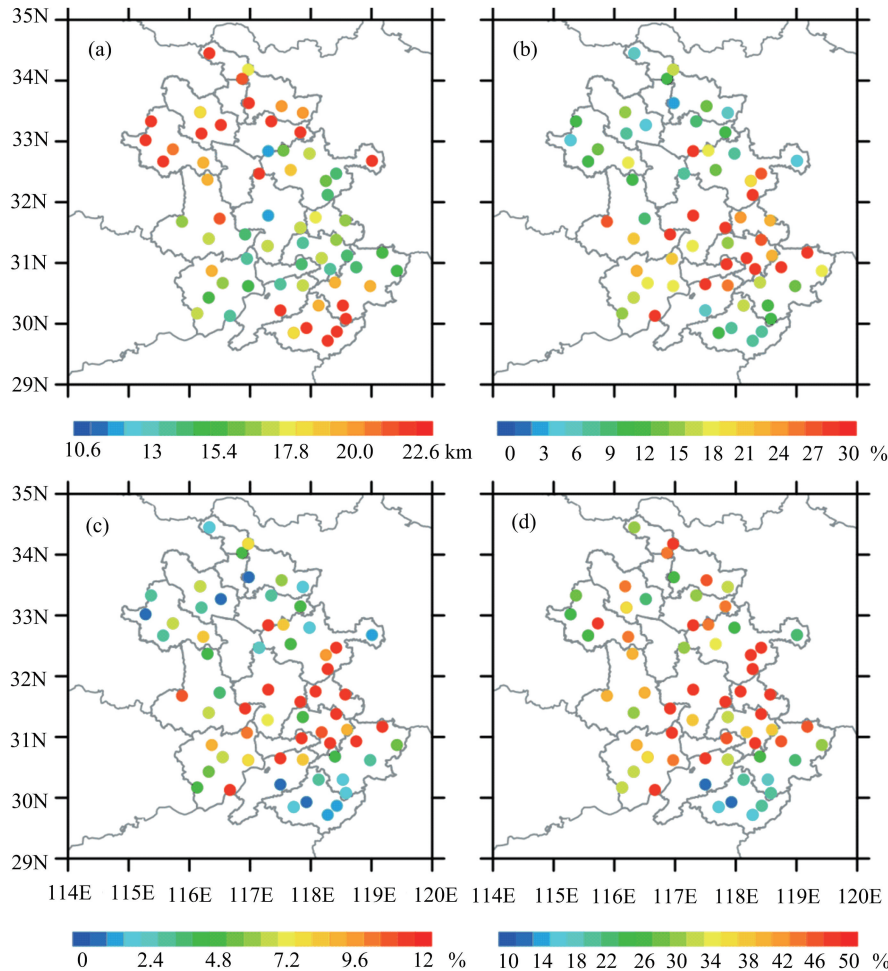 35N
(a)
(b)
34N
33N
32N
31N
30N
29N
10.6 13 15.4 17.8 20.0 22.6 km
0 3 6 9 12 15 18 21 24 27 30 %
35N
(c)
(d)
34N
33N
32N
31N
30N
29N
114E 115E 116E 117E 118E 119E 120E 114E 115E 116E 117E 118E 119E 120E
0 2.4 4.8 7.2 9.6 12 %
10 14 18 22 26 30 34 38 42 46 50 %